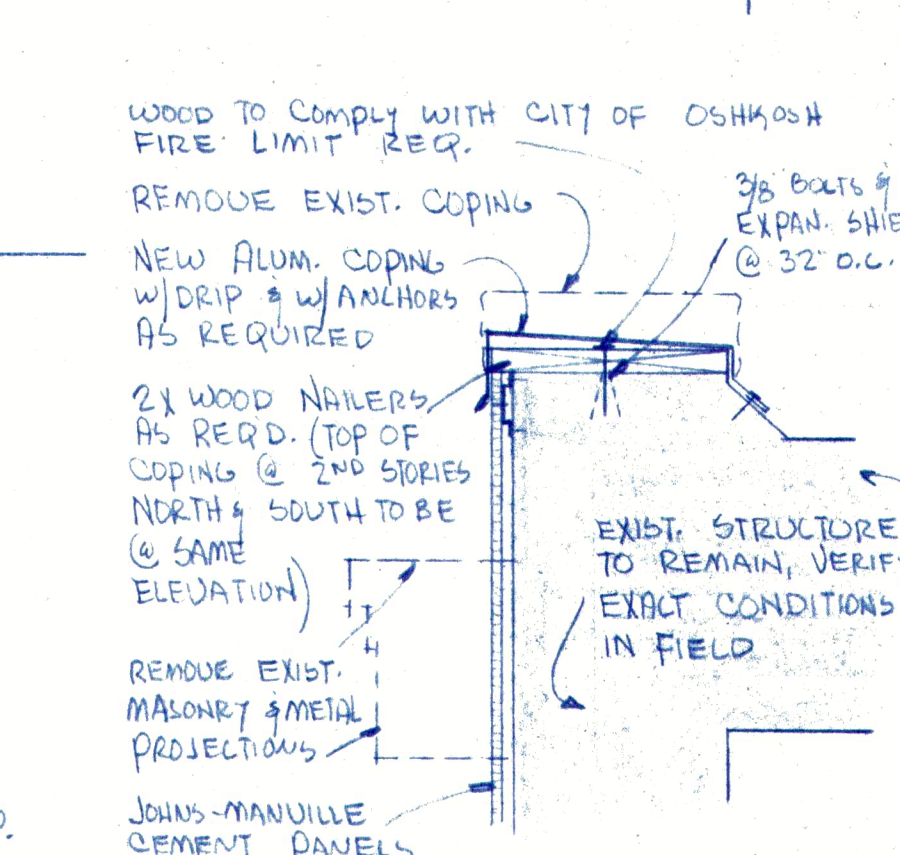 WOOD TO COMPLY WITH CITY OF OSHKOSH
FIRE LIMIT REQ.
REMOVE EXIST. COPING
NEW ALUM. COPING
W/DRIP & W/ANCHORS
AS REQUIRED
2X WOOD NAILERS
AS REQD. (TOP OF
COPING @ 2ND STORIES
NORTH & SOUTH TO BE
@ SAME
ELEVATION)
REMOVE EXIST.
MASONRY & METAL
PROJECTIONS
JOHNS-MANVILLE
CEMENT PANELS
3/8 BOLTS &
EXPAN. SHIE
@ 32" O.C.
EXIST. STRUCTURE
TO REMAIN, VERIF
EXACT CONDITIONS
IN FIELD